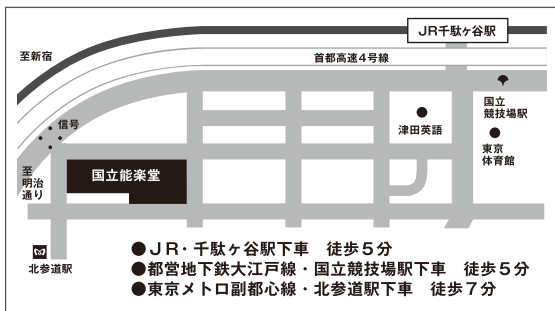 JR千駄ヶ谷駅
至新宿
首都高速4号線
国立
競技場駅
信号
津田英語
東京
体育館
国立能楽堂
至
明治
通り
北参道駅
●JR・千駄ヶ谷駅下車　徒歩5分
●都営地下鉄大江戸線・国立競技場駅下車　徒歩5分
●東京メトロ副都心線・北参道駅下車　徒歩7分